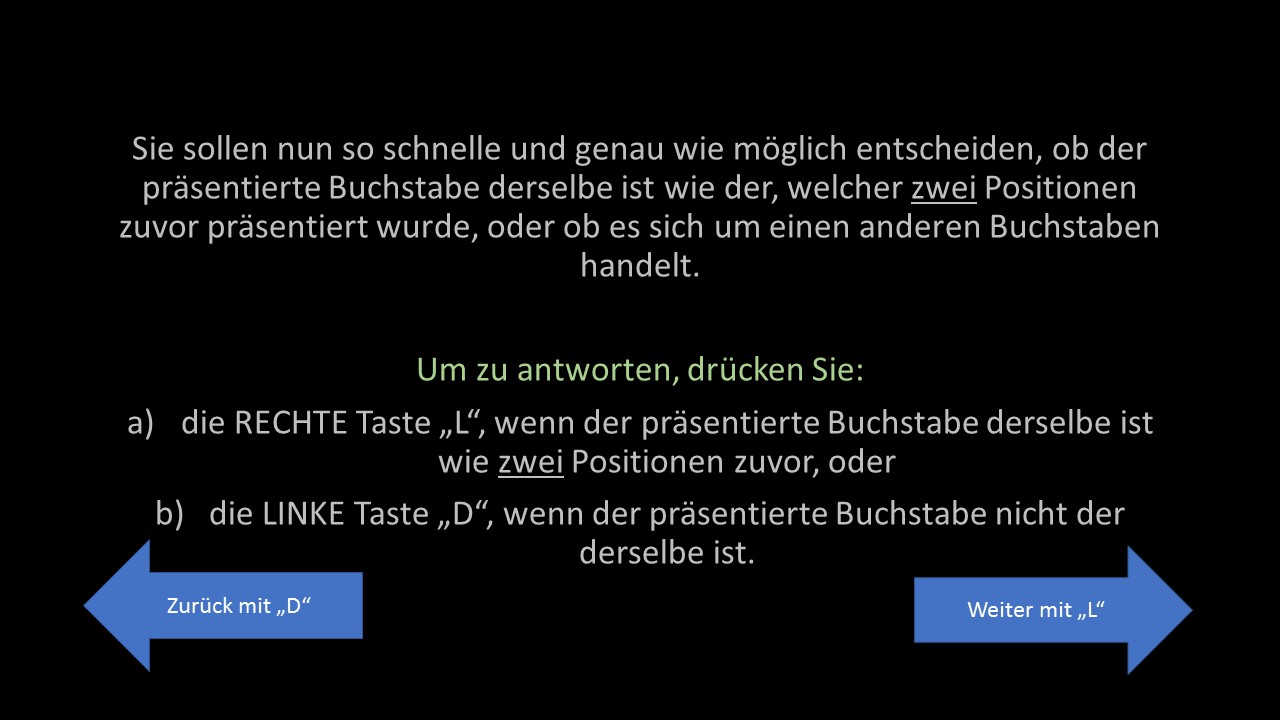 Sie sollen nun so schnelle und genau wie möglich entscheiden, ob der
präsentierte Buchstabe derselbe ist wie der, welcher zwei Positionen
zuvor präsentiert wurde, oder ob es sich um einen anderen Buchstaben
handelt.
Um zu antworten, drücken Sie:
a) die RECHTE Taste „L“, wenn der präsentierte Buchstabe derselbe ist
wie zwei Positionen zuvor, oder
b) die LINKE Taste „D“, wenn der präsentierte Buchstabe nicht der
derselbe ist.
Zurück mit „D“
Weiter mit „L“